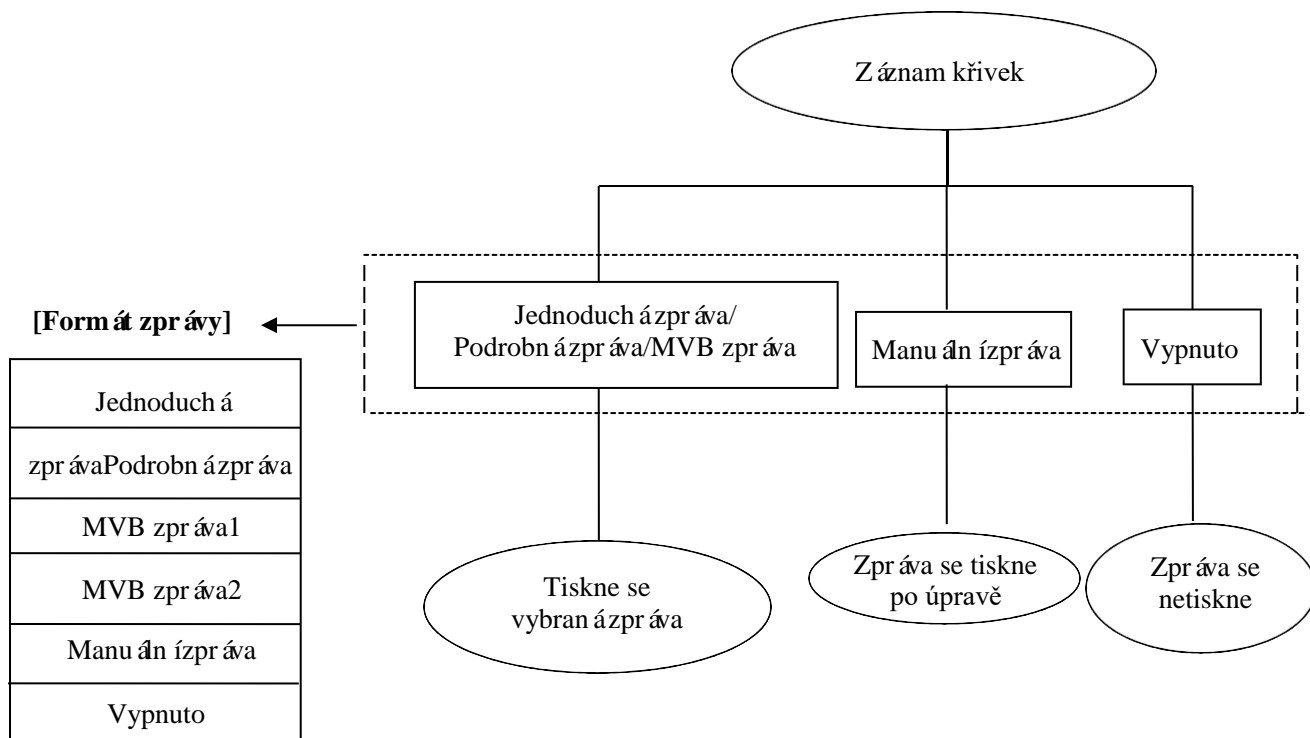 Záznam křivek
[Formát zprávy]
Jednoduchá zpráva/
Podrobná zpráva/MVB zpráva
Manuální zpráva
Vypnuto
Jednoduchá
zprávaPodrobná zpráva
MVB zpráva1
MVB zpráva2
Manuální zpráva
Vypnuto
Tiskne se
vybraná zpráva
Zpráva se tiskne
po úpravě
Zpráva se
netiskne